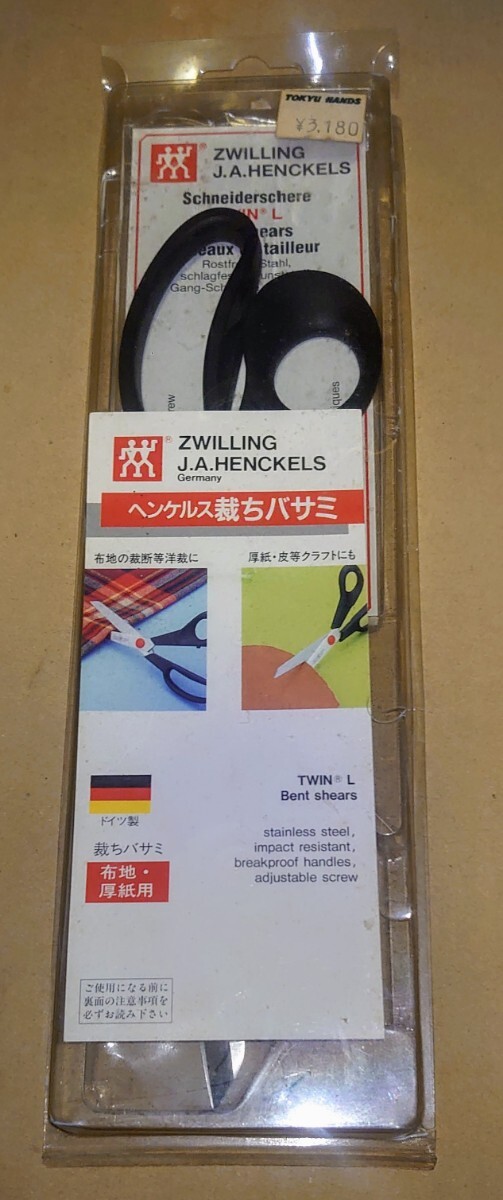 TOKYU HANDS
¥3,180
ZWILLING
J.A.HENCKELS
Schneiderschere
L
tailleur
Stahl,
ZWILLING
J.A.HENCKELS
Germany
ヘンケルス裁ちバサミ
布地の裁断等洋裁に
厚紙・皮等クラフトにも
ドイツ製
裁ちバサミ
布地・
厚紙用
TWIN® L
Bent shears
stainless steel,
impact resistant,
breakproof handles,
adjustable screw
ご使用になる前に
裏面の注意事項を
必ずお読み下さい